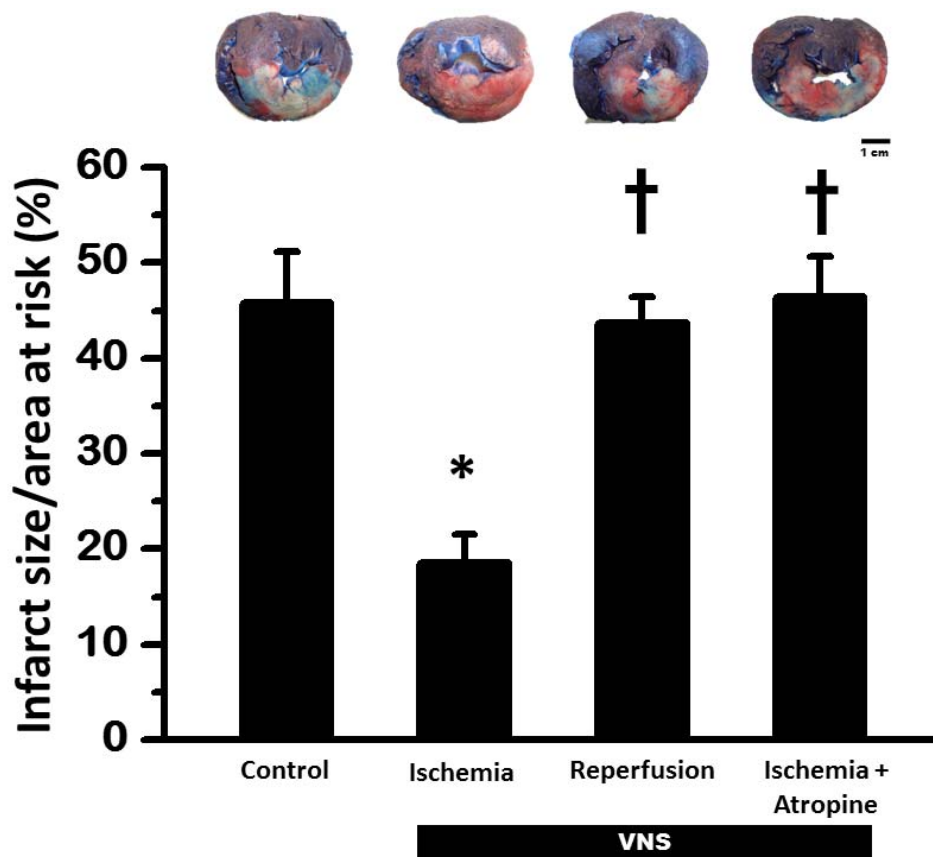 1 cm
Infarct size/area at risk (%)
60
50
40
30
20
10
0
†
†
*
Control
Ischemia
Reperfusion
Ischemia +
Atropine
VNS